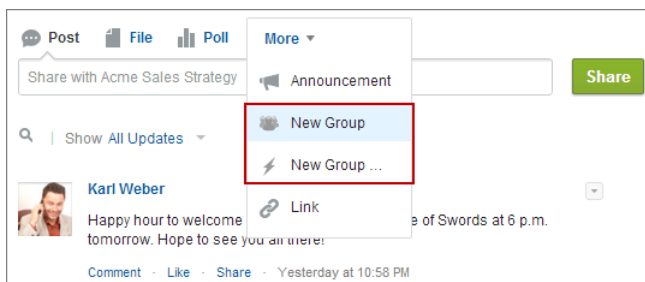 Post File Poll More
Share with Acme Sales Strategy
Share
Announcement
New Group
New Group ...
Link
Show All Updates
Karl Weber
Happy hour to welcome e of Swords at 6 p.m.
tomorrow. Hope to see you all there!
Comment · Like · Share · Yesterday at 10:58 PM